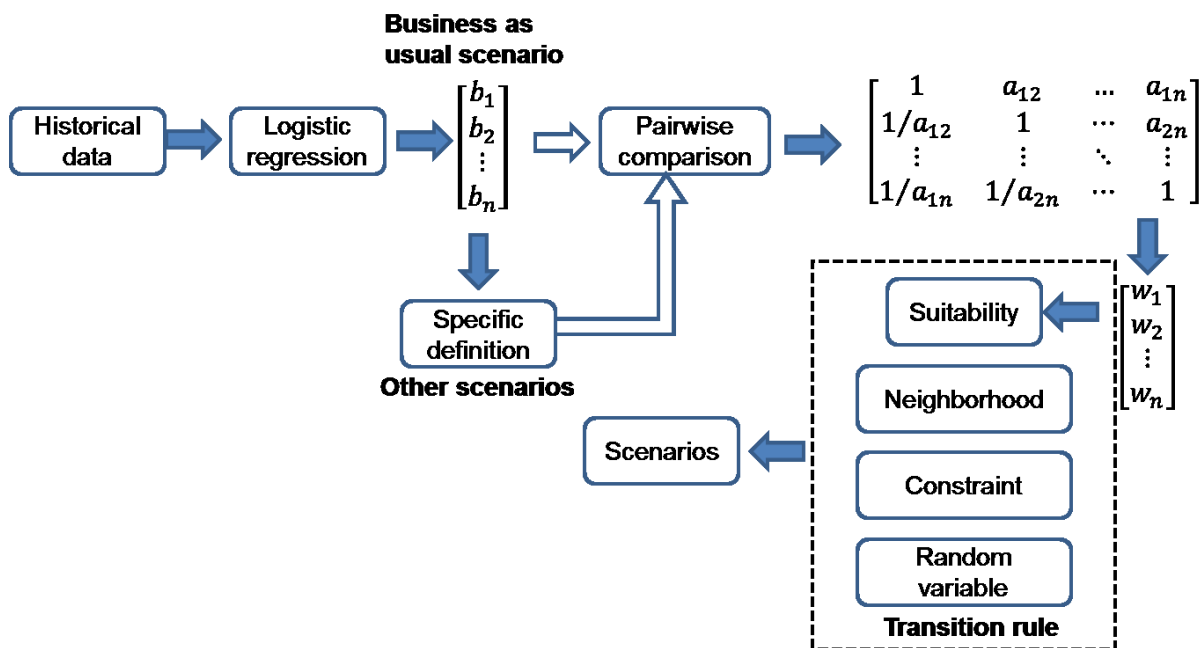 Business as
usual scenario
Historical
data
Logistic
regression
b₁
b₂
⋮
bₙ
Pairwise
comparison
1 a₁₂ … a₁ₙ
1/a₁₂ 1 ⋯ a₂ₙ
⋮ ⋮ ⋱ ⋮
1/a₁ₙ 1/a₂ₙ ⋯ 1
Specific
definition
Other scenarios
Suitability
w₁
w₂
⋮
wₙ
Neighborhood
Scenarios
Constraint
Random
variable
Transition rule